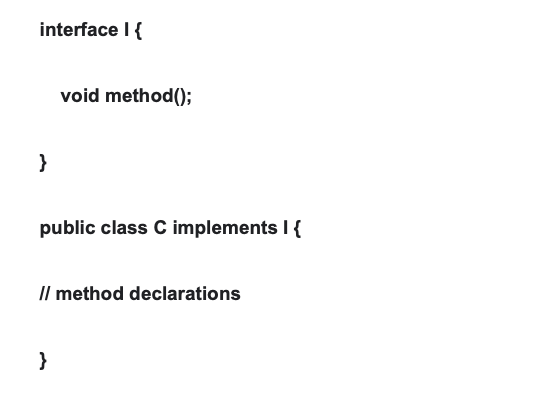 interface I {
void method();
}
public class C implements I {
// method declarations
}